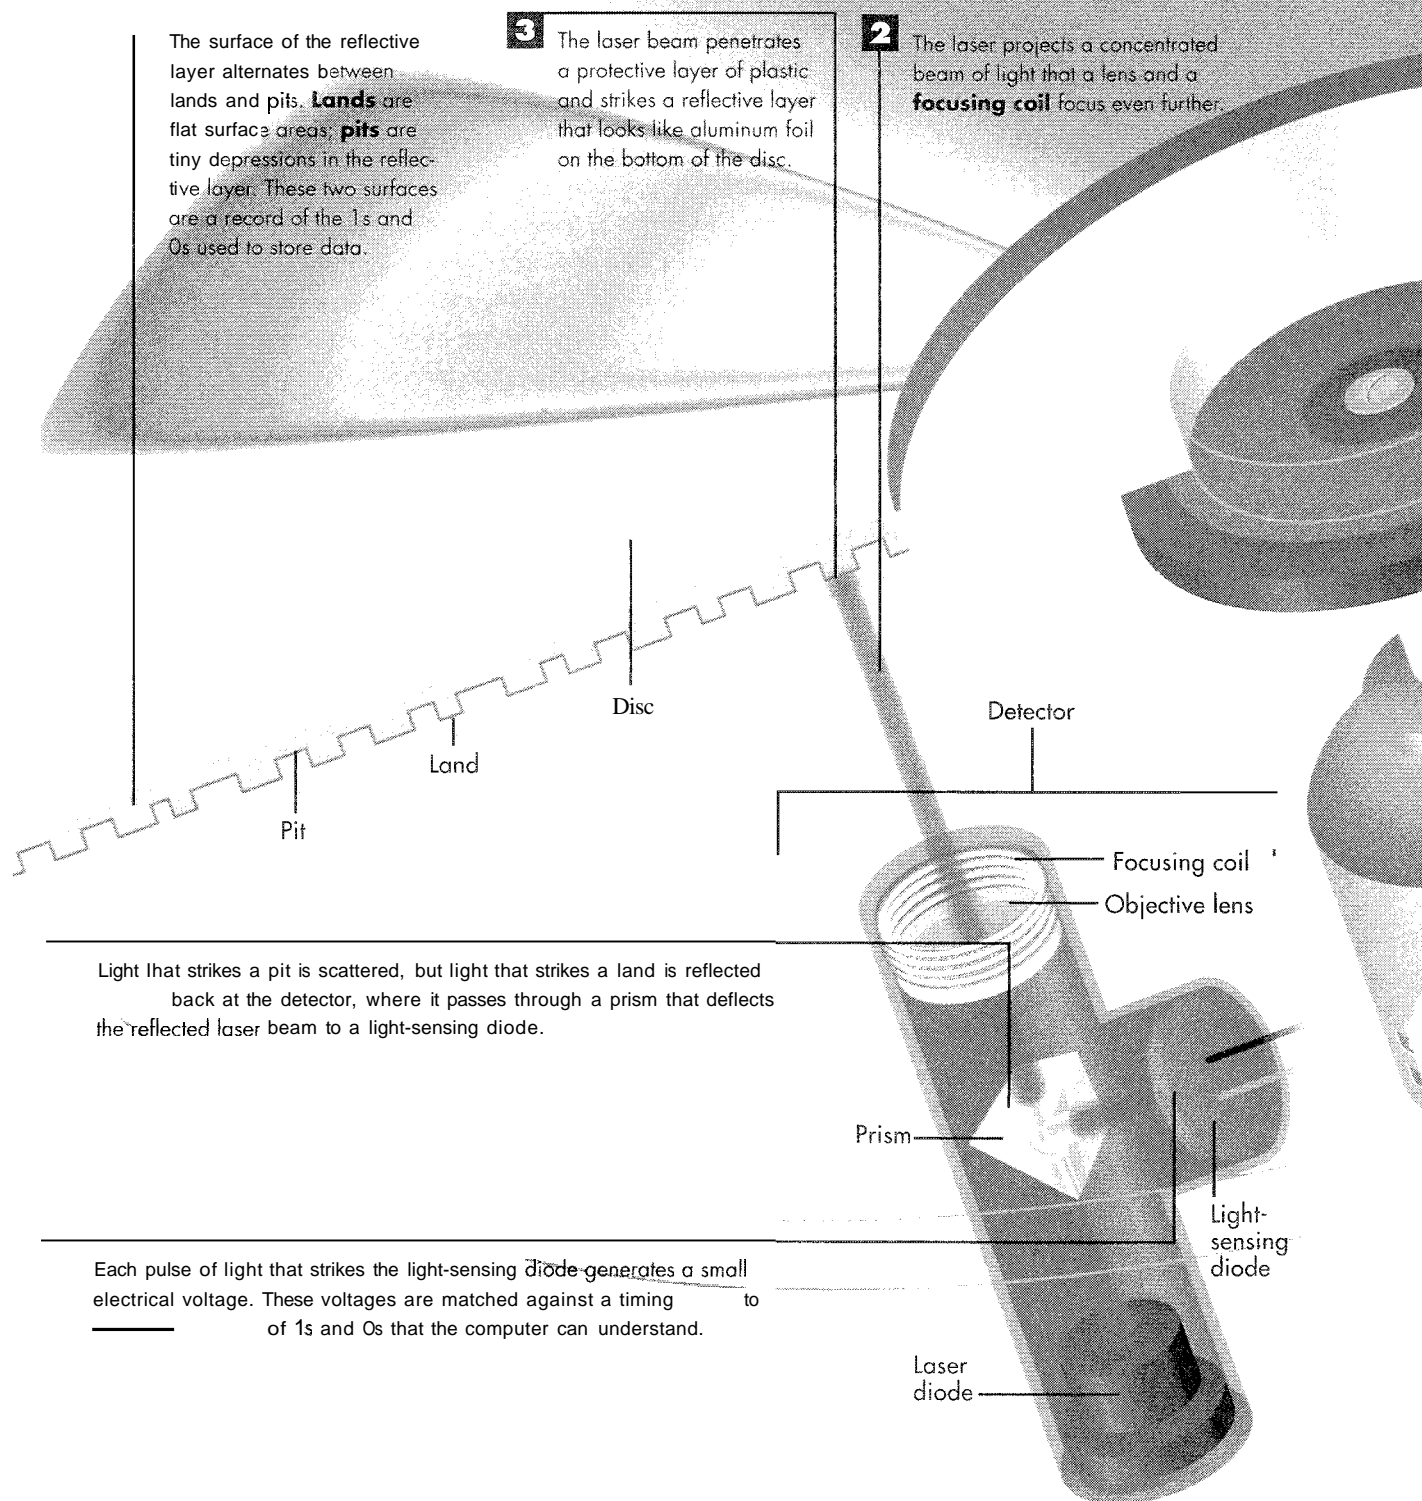 The surface of the reflective
layer alternates between
lands and pits. Lands are
flat surface areas; pits are
tiny depressions in the reflec-
tive layer. These two surfaces
are a record of the 1s and
0s used to store data.
3
The laser beam penetrates
a protective layer of plastic
and strikes a reflective layer
that looks like aluminum foil
on the bottom of the disc.
2
The laser projects a concentrated
beam of light that a lens and a
focusing coil focus even further.
Disc
Land
Pit
Detector
Focusing coil
Objective lens
Light that strikes a pit is scattered, but light that strikes a land is reflected
back at the detector, where it passes through a prism that deflects
the reflected laser beam to a light-sensing diode.
Prism
Light-
sensing
diode
Each pulse of light that strikes the light-sensing diode generates a small
electrical voltage. These voltages are matched against a timing to
of 1s and 0s that the computer can understand.
Laser
diode